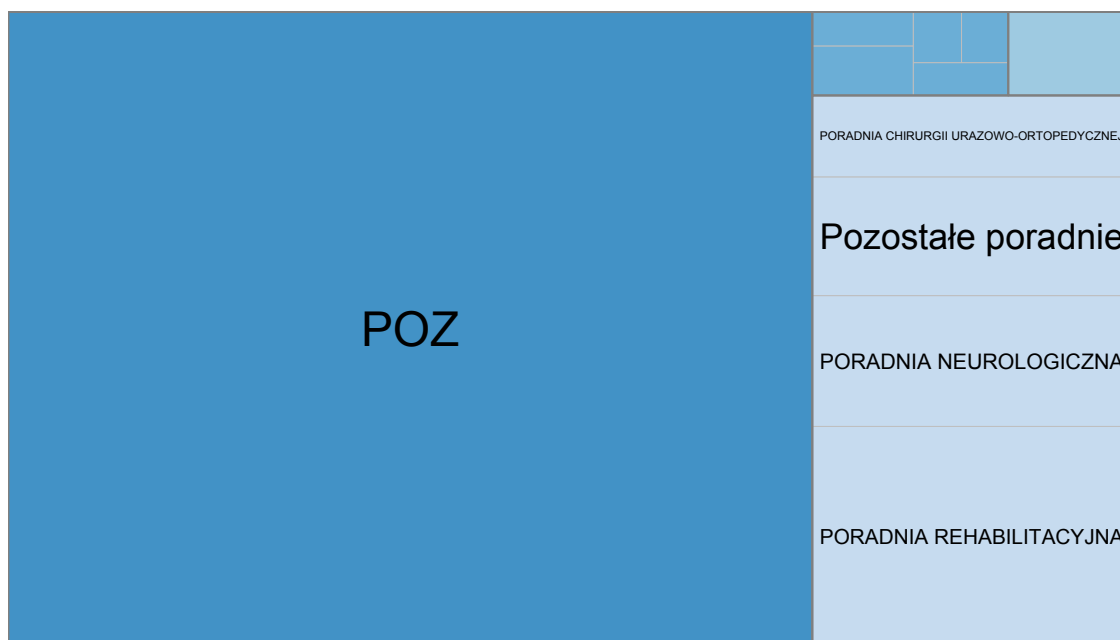 POZ
PORADNIA CHIRURGII URAZOWO-ORTOPEDYCZNEJ
Pozostałe poradnie
PORADNIA NEUROLOGICZNA
PORADNIA REHABILITACYJNA